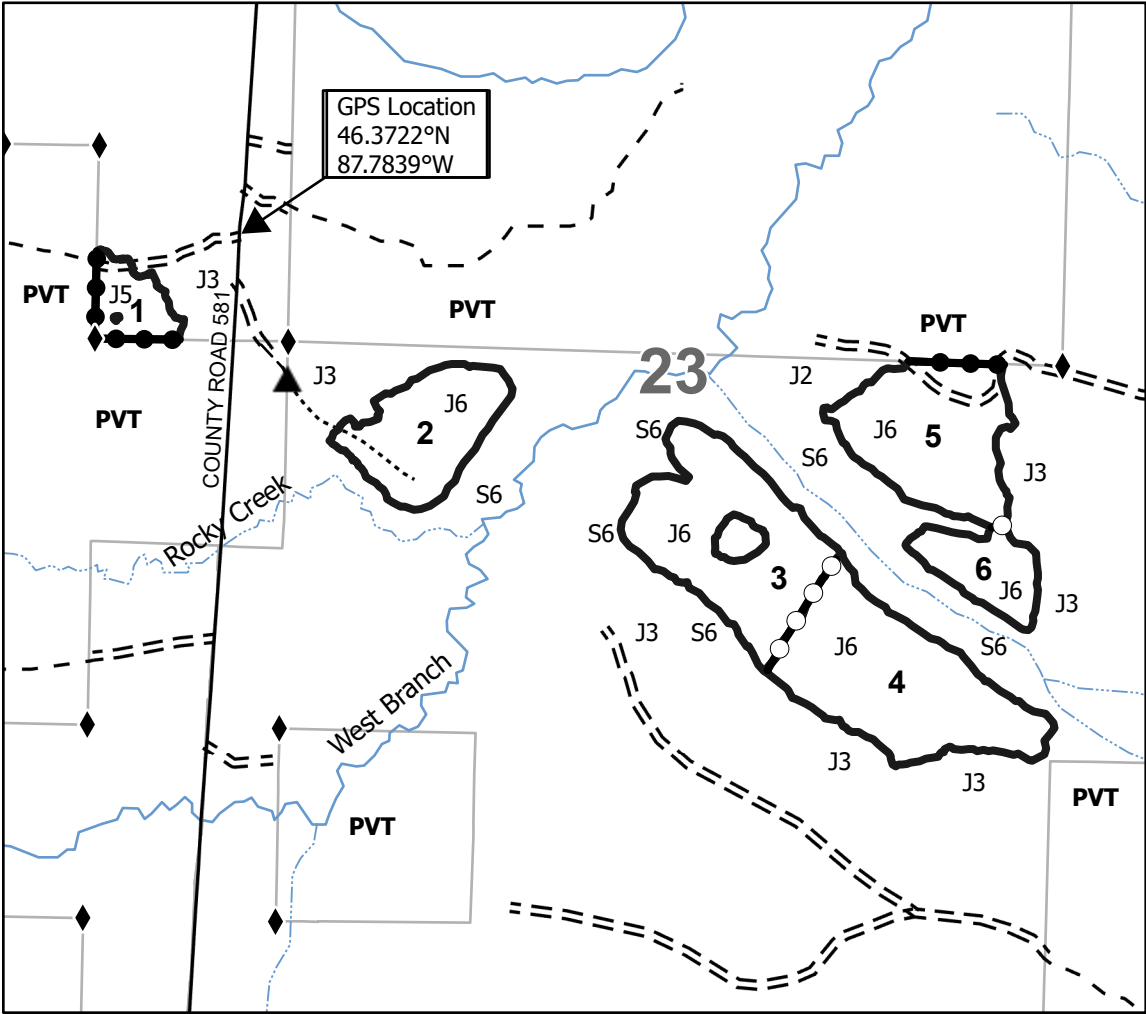 GPS Location
46.3722°N
87.7839°W
J3
PVT
J5
1
PVT
PVT
COUNTY ROAD 581
PVT
23
J3
J2
J6
2
S6
J6
5
S6
J3
S6
Rocky Creek
S6
J6
3
6
J6
J3
J3
S6
J6
S6
4
West Branch
J3
J3
PVT
PVT